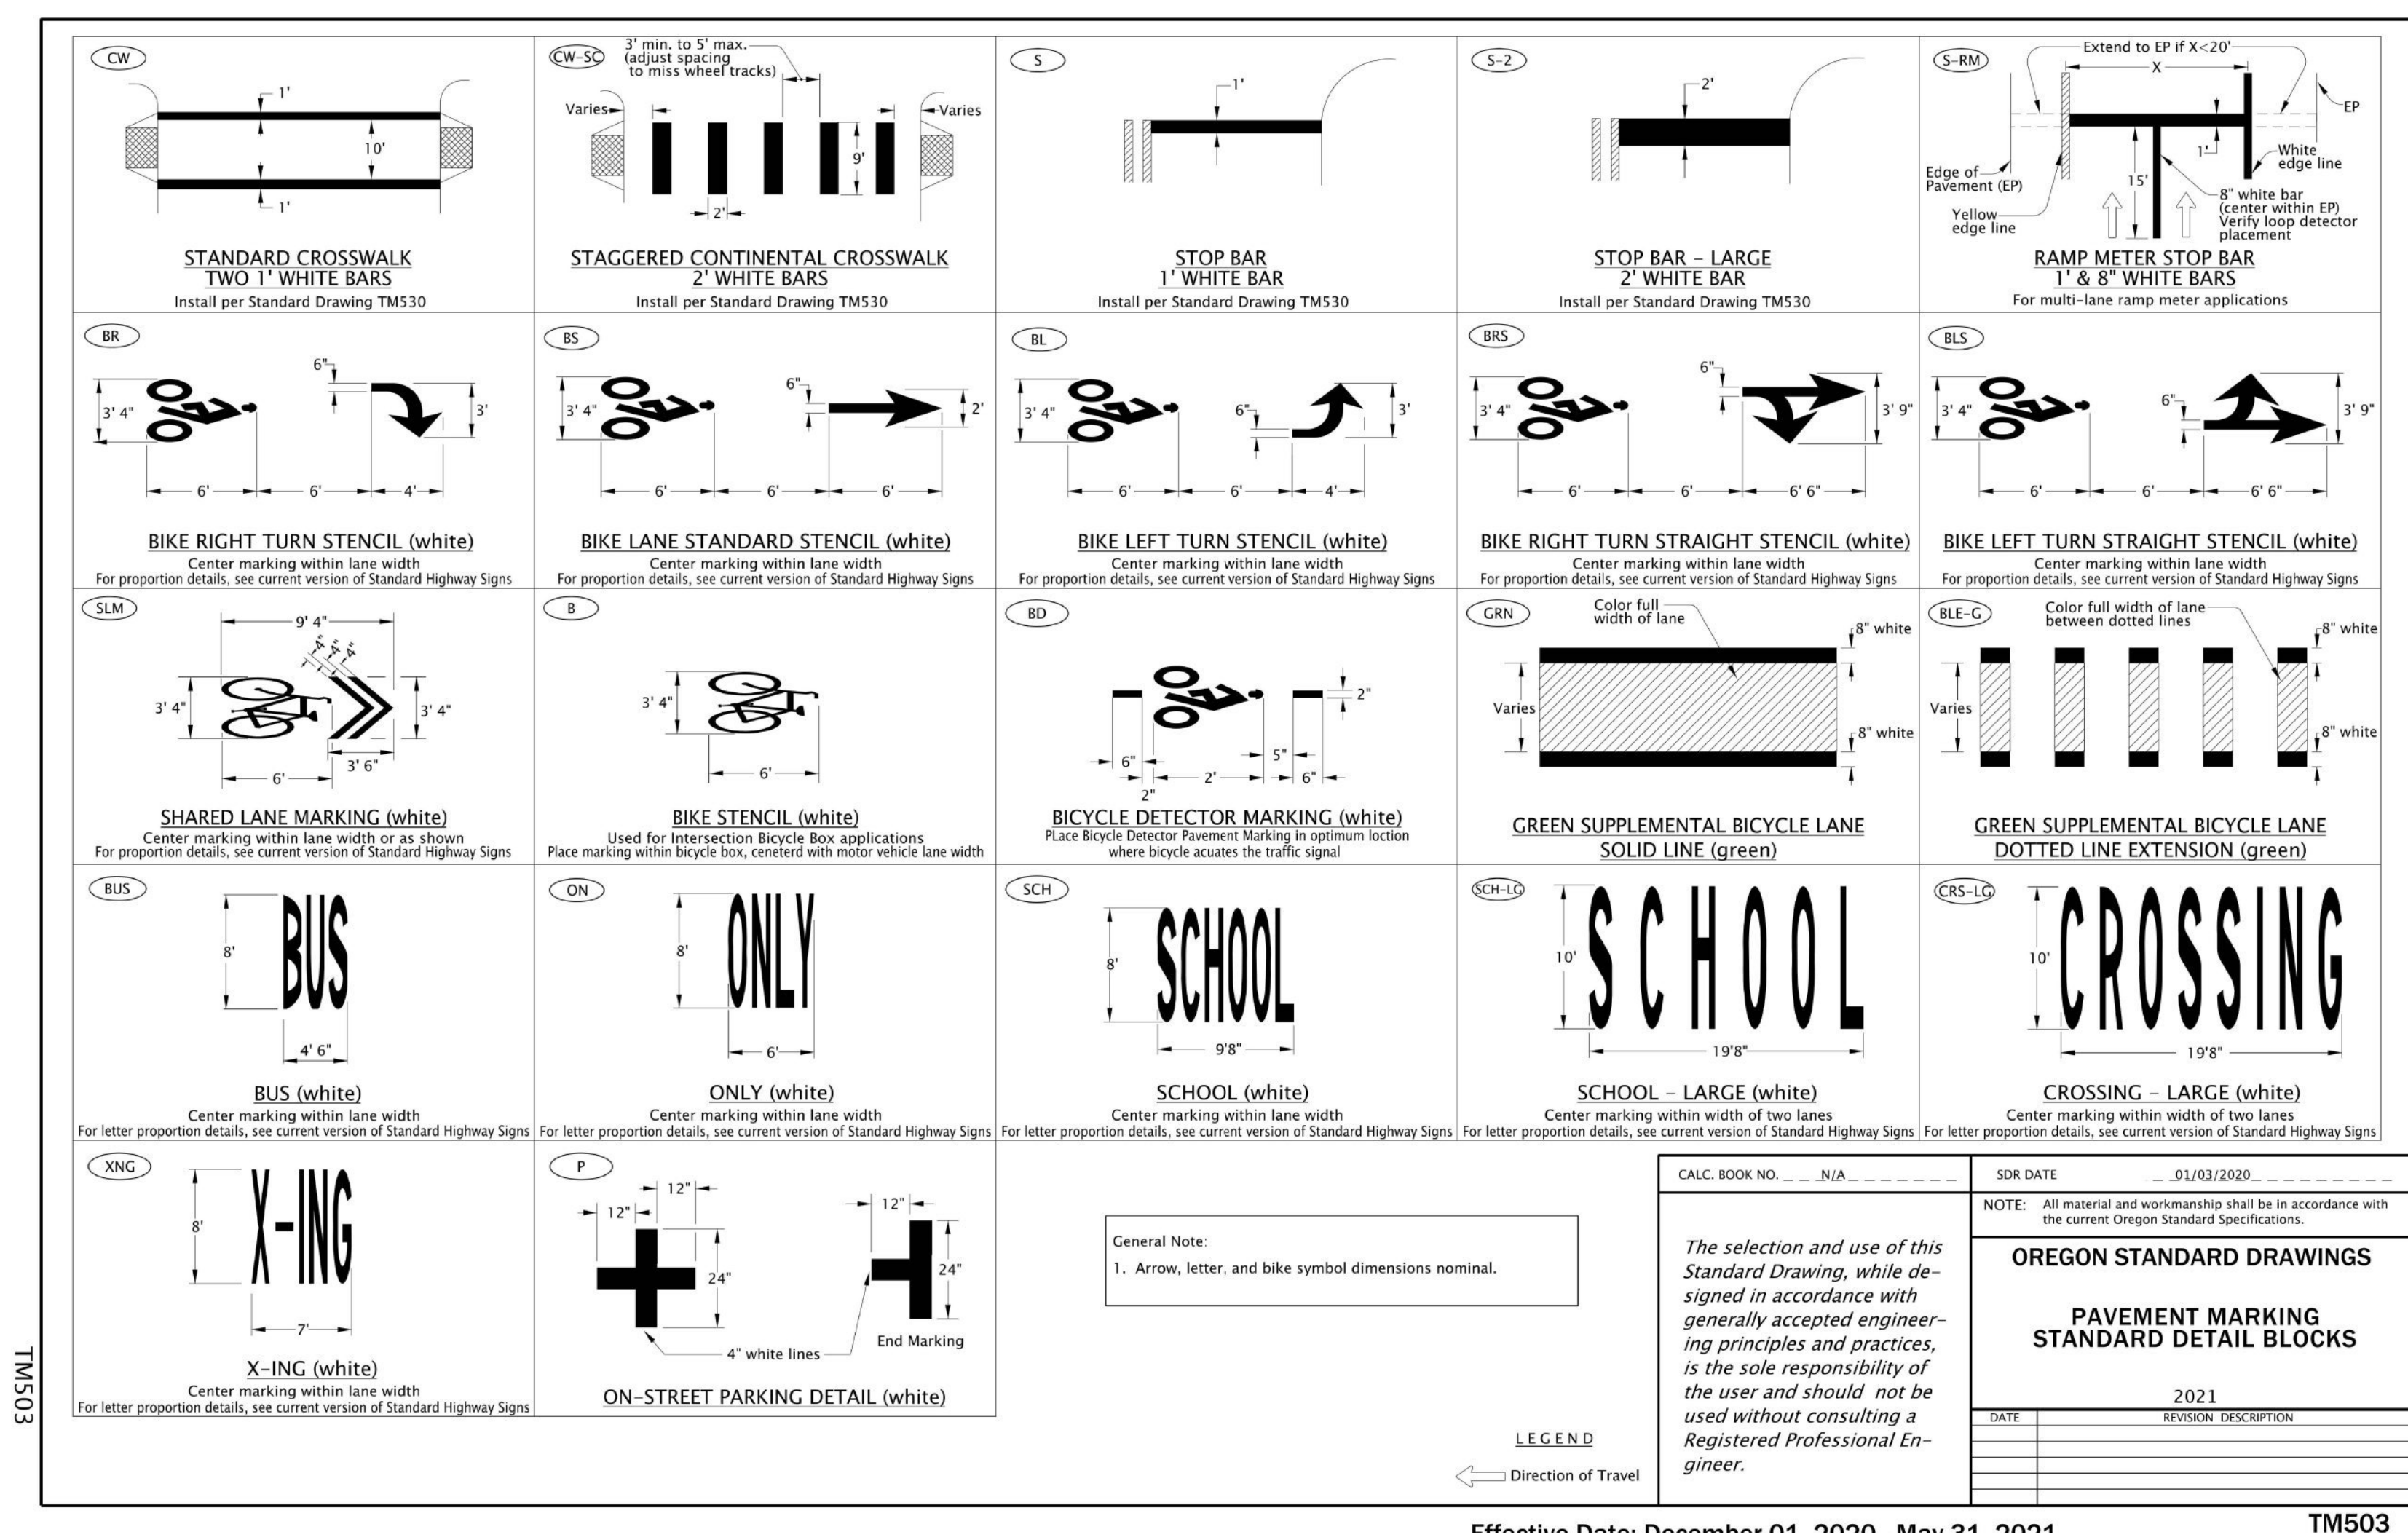 CW
1'
10'
1'
STANDARD CROSSWALK
TWO 1' WHITE BARS
Install per Standard Drawing TM530
CW-SC
3' min. to 5' max.
(adjust spacing
to miss wheel tracks)
Varies
Varies
9'
2'
STAGGERED CONTINENTAL CROSSWALK
2' WHITE BARS
Install per Standard Drawing TM530
S
1'
STOP BAR
1' WHITE BAR
Install per Standard Drawing TM530
S-2
2'
STOP BAR - LARGE
2' WHITE BAR
Install per Standard Drawing TM530
S-RM
Extend to EP if X<20'
X
EP
1'
White
edge line
Edge of
Pavement (EP)
15'
8" white bar
(center within EP)
Verify loop detector
placement
Yellow
edge line
RAMP METER STOP BAR
1' & 8" WHITE BARS
For multi-lane ramp meter applications
BR
6"
3' 4"
3'
6' 6' 4'
BIKE RIGHT TURN STENCIL (white)
Center marking within lane width
For proportion details, see current version of Standard Highway Signs
BS
6"
3' 4"
2'
6' 6' 6'
BIKE LANE STANDARD STENCIL (white)
Center marking within lane width
For proportion details, see current version of Standard Highway Signs
BL
3' 4"
6"
3'
6' 6' 4'
BIKE LEFT TURN STENCIL (white)
Center marking within lane width
For proportion details, see current version of Standard Highway Signs
BRS
6"
3' 4"
3' 9"
6' 6' 6' 6"
BIKE RIGHT TURN STRAIGHT STENCIL (white)
Center marking within lane width
For proportion details, see current version of Standard Highway Signs
BLS
3' 4"
6"
3' 9"
6' 6' 6' 6"
BIKE LEFT TURN STRAIGHT STENCIL (white)
Center marking within lane width
For proportion details, see current version of Standard Highway Signs
SLM
9' 4"
4" 4" 4"
3' 4"
3' 4"
3' 6"
6'
SHARED LANE MARKING (white)
Center marking within lane width or as shown
For proportion details, see current version of Standard Highway Signs
B
3' 4"
6'
BIKE STENCIL (white)
Used for Intersection Bicycle Box applications
Place marking within bicycle box, ceneterd with motor vehicle lane width
BD
2"
5"
6"
2'
6"
2"
BICYCLE DETECTOR MARKING (white)
PLace Bicycle Detector Pavement Marking in optimum loction
where bicycle acuates the traffic signal
GRN
Color full
width of lane
8" white
Varies
8" white
GREEN SUPPLEMENTAL BICYCLE LANE
SOLID LINE (green)
BLE-G
Color full width of lane
between dotted lines
8" white
Varies
8" white
GREEN SUPPLEMENTAL BICYCLE LANE
DOTTED LINE EXTENSION (green)
BUS
8'
BUS
4' 6"
BUS (white)
Center marking within lane width
For letter proportion details, see current version of Standard Highway Signs
ON
8'
ONLY
6'
ONLY (white)
Center marking within lane width
For letter proportion details, see current version of Standard Highway Signs
SCH
8'
SCHOOL
9'8"
SCHOOL (white)
Center marking within lane width
For letter proportion details, see current version of Standard Highway Signs
SCH-LG
10'
SCHOOL
19'8"
SCHOOL - LARGE (white)
Center marking within width of two lanes
For letter proportion details, see current version of Standard Highway Signs
CRS-LG
10'
CROSSING
19'8"
CROSSING - LARGE (white)
Center marking within width of two lanes
For letter proportion details, see current version of Standard Highway Signs
XNG
8'
X-ING
7'
X-ING (white)
Center marking within lane width
For letter proportion details, see current version of Standard Highway Signs
P
12"
12"
12"
24"
24"
End Marking
4" white lines
ON-STREET PARKING DETAIL (white)
General Note:
1. Arrow, letter, and bike symbol dimensions nominal.
LEGEND
Direction of Travel
CALC. BOOK NO. N/A
SDR DATE 01/03/2020
The selection and use of this
Standard Drawing, while de-
signed in accordance with
generally accepted engineer-
ing principles and practices,
is the sole responsibility of
the user and should not be
used without consulting a
Registered Professional En-
gineer.
NOTE: All material and workmanship shall be in accordance with
the current Oregon Standard Specifications.
OREGON STANDARD DRAWINGS
PAVEMENT MARKING
STANDARD DETAIL BLOCKS
2021
DATE REVISION DESCRIPTION
TM503
Effective Date: December 01, 2020 - May 31, 2021
TM503